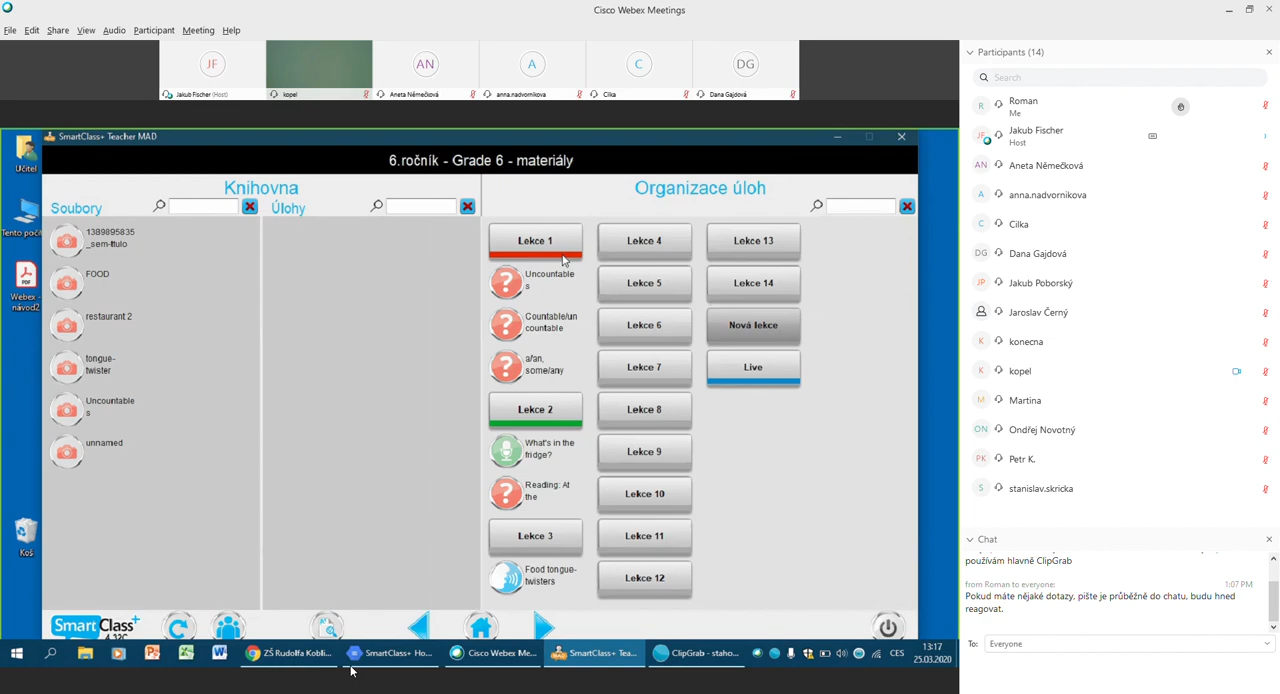 Cisco Webex Meetings
File Edit Share View Audio Participant Meeting Help
JF
AN
A
C
DG
Jakub Fischer (Host)
kopel
Aneta Němečková
anna.nadvornikova
Cilka
Dana Gajdová
Učitel
Tento počí
Webex -
návod2
Koš
SmartClass+ Teacher MAD
6.ročník - Grade 6 - materiály
Knihovna
Organizace úloh
Soubory
Úlohy
1389895835
_sem-ttulo
FOOD
restaurant 2
tongue-
twister
Uncountable
s
unnamed
Lekce 1
Uncountable
s
Countable/un
countable
a/an,
some/any
Lekce 2
What's in the
fridge?
Reading: At
the
Lekce 3
Food tongue-
twisters
Lekce 4
Lekce 5
Lekce 6
Lekce 7
Lekce 8
Lekce 9
Lekce 10
Lekce 11
Lekce 12
Lekce 13
Lekce 14
Nová lekce
Live
SmartClass+
4.32C
ZŠ Rudolfa Kobli...
SmartClass+ Ho...
Cisco Webex Me...
SmartClass+ Tea...
ClipGrab - staho...
CES
13:17
25.03.2020
Participants (14)
Search
R Roman
Me
JF Jakub Fischer
Host
AN Aneta Němečková
A anna.nadvornikova
C Cilka
DG Dana Gajdová
JP Jakub Poborský
Jaroslav Černý
K konecna
K kopel
M Martina
ON Ondřej Novotný
PK Petr K.
S stanislav.skricka
Chat
používám hlavně ClipGrab
from Roman to everyone: 1:07 PM
Pokud máte nějaké dotazy, pište je průběžně do chatu, budu hned
reagovat.
To: Everyone